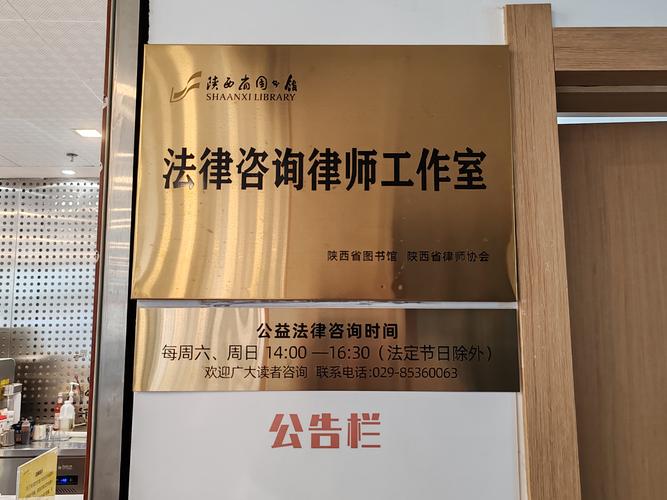 陕西省图书馆
SHAANXI LIBRARY
法律咨询律师工作室
陕西省图书馆 陕西省律师协会
公益法律咨询时间
每周六、周日 14:00 —16:30（法定节日除外）
欢迎广大读者咨询 联系电话:029-85360063
公告栏